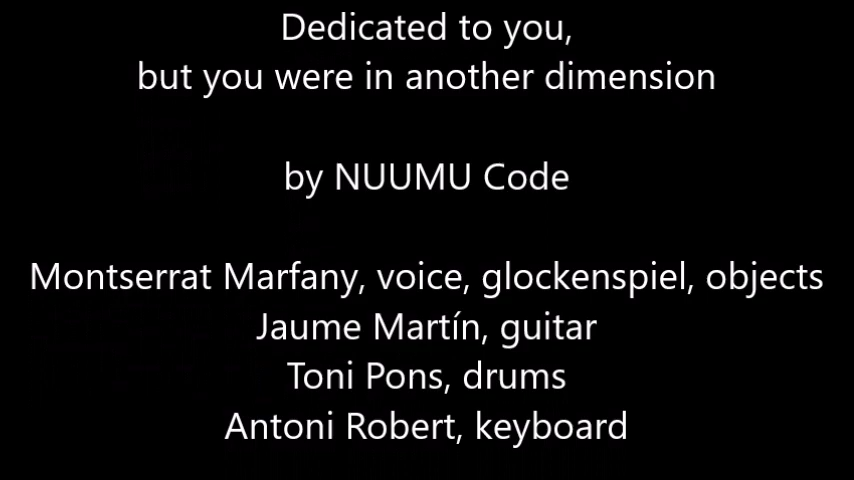 Dedicated to you,
but you were in another dimension
by NUUMU Code
Montserrat Marfany, voice, glockenspiel, objects
Jaume Martín, guitar
Toni Pons, drums
Antoni Robert, keyboard